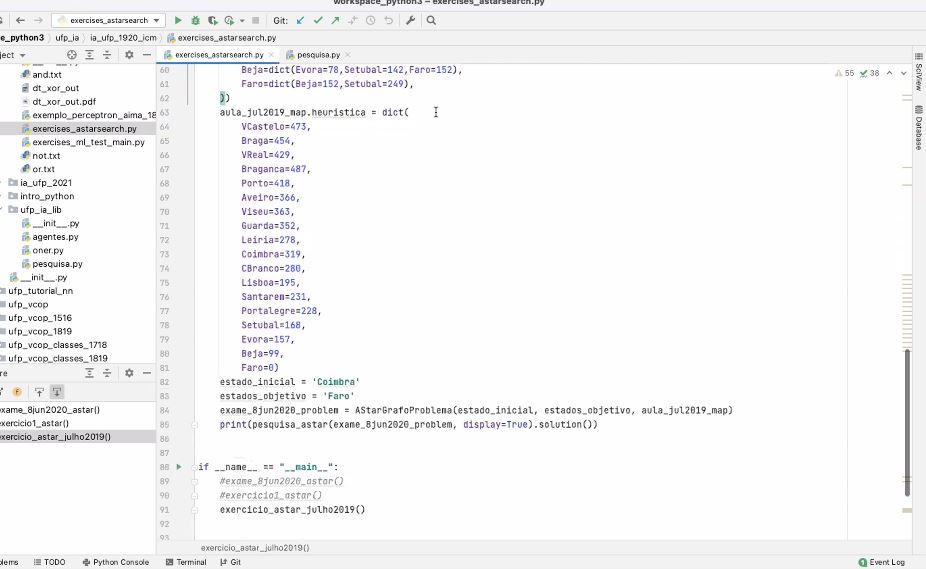 workspace_python3 – exercises_astarsearch.py
exercises_astarsearch
Git:
e_python3 ufp_ia ia_ufp_1920_icm exercises_astarsearch.py
ject
exercises_astarsearch.py
pesquisa.py
and.txt
dt_xor_out
dt_xor_out.pdf
exemplo_perceptron_aima_18
exercises_astarsearch.py
exercises_ml_test_main.py
not.txt
or.txt
ia_ufp_2021
intro_python
ufp_ia_lib
__init__.py
agentes.py
oner.py
pesquisa.py
__init__.py
ufp_tutorial_nn
ufp_vcop
ufp_vcop_1516
ufp_vcop_1819
ufp_vcop_classes_1718
ufp_vcop_classes_1819
re
exame_8jun2020_astar()
exercicio1_astar()
exercicio_astar_julho2019()
55 38
60 Beja=dict(Evora=78,Setubal=142,Faro=152),
61 Faro=dict(Beja=152,Setubal=249),
62 ))
63 aula_jul2019_map.heuristica = dict(
64 VCastelo=473,
65 Braga=454,
66 VReal=429,
67 Braganca=487,
68 Porto=418,
69 Aveiro=366,
70 Viseu=363,
71 Guarda=352,
72 Leiria=278,
73 Coimbra=319,
74 CBranco=280,
75 Lisboa=195,
76 Santarem=231,
77 Portalegre=228,
78 Setubal=168,
79 Evora=157,
80 Beja=99,
81 Faro=0)
82 estado_inicial = 'Coimbra'
83 estados_objetivo = 'Faro'
84 exame_8jun2020_problem = AStarGrafoProblema(estado_inicial, estados_objetivo, aula_jul2019_map)
85 print(pesquisa_astar(exame_8jun2020_problem, display=True).solution())
86
87
88 if __name__ == "__main__":
89 #exame_8jun2020_astar()
90 #exercicio1_astar()
91 exercicio_astar_julho2019()
92
93
exercicio_astar_julho2019()
SciView
Database
blems TODO Python Console Terminal Git Event Log